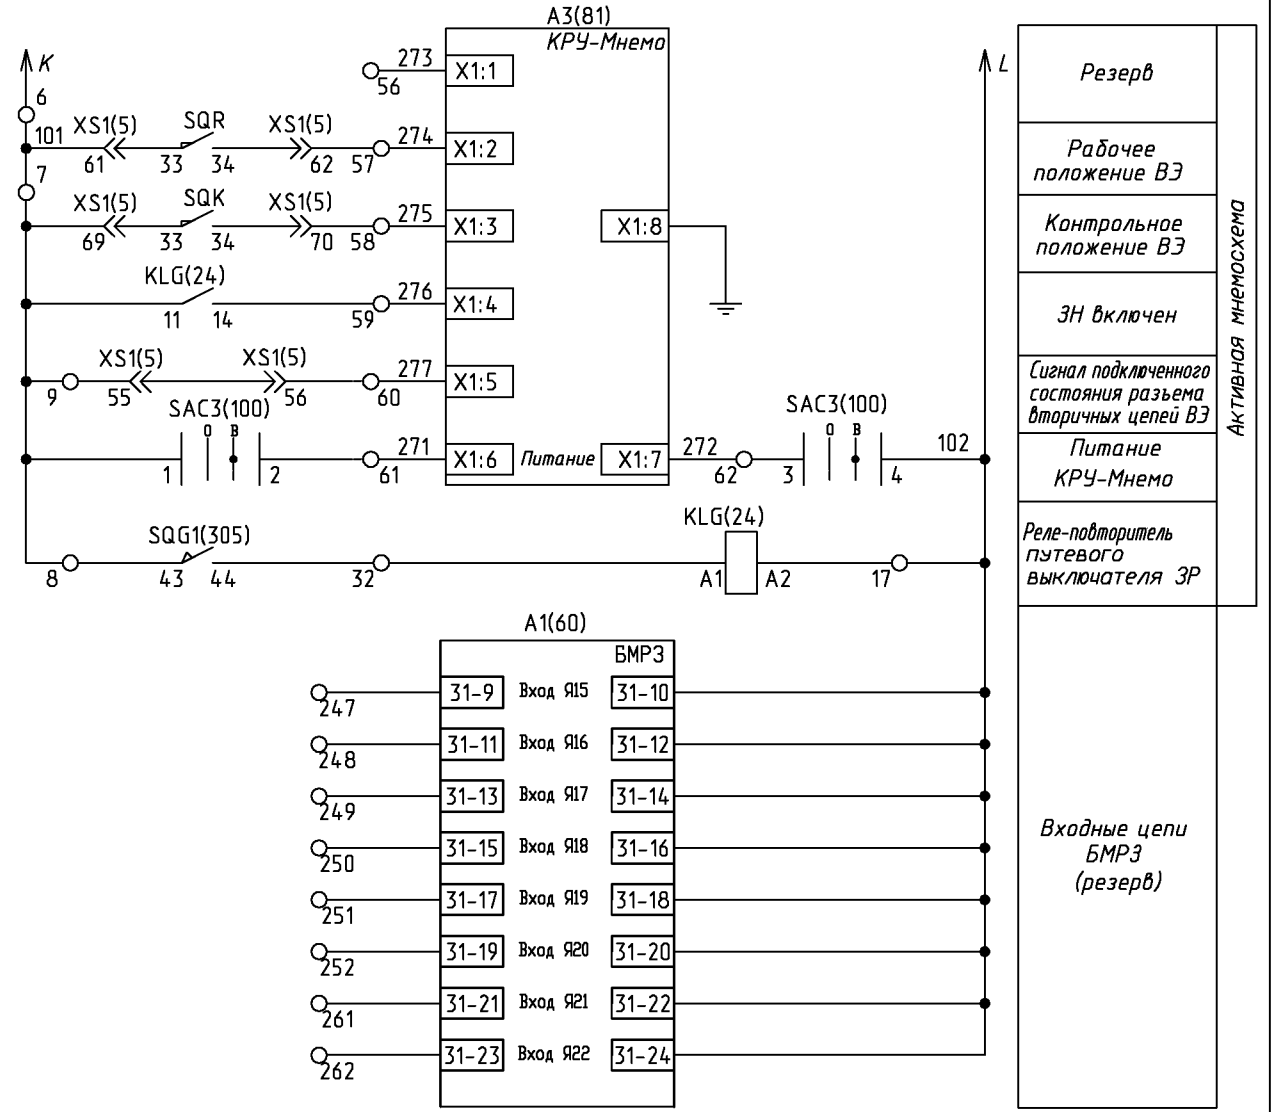 A3(81)
КРУ-Мнемо
K
L
6
101
7
273
56
X1:1
XS1(5)
SQR
XS1(5)
274
61
33
34
62
57
X1:2
XS1(5)
SQK
XS1(5)
275
69
33
34
70
58
X1:3
X1:8
KLG(24)
276
11
14
59
X1:4
XS1(5)
XS1(5)
277
9
55
56
60
X1:5
SAC3(100)
О В
271
1
2
61
X1:6
Питание
X1:7
272
62
SAC3(100)
О В
3
4
102
SQG1(305)
8
43
44
32
KLG(24)
A1
A2
17
A1(60)
БМРЗ
247
31-9
Вход Я15
31-10
248
31-11
Вход Я16
31-12
249
31-13
Вход Я17
31-14
250
31-15
Вход Я18
31-16
251
31-17
Вход Я19
31-18
252
31-19
Вход Я20
31-20
261
31-21
Вход Я21
31-22
262
31-23
Вход Я22
31-24
Резерв
Рабочее
положение ВЭ
Контрольное
положение ВЭ
ЗН включен
Сигнал подключенного
состояния разъема
вторичных цепей ВЭ
Питание
КРУ-Мнемо
Реле-повторитель
путевого
выключателя ЗР
Активная мнемосхема
Входные цепи
БМРЗ
(резерв)